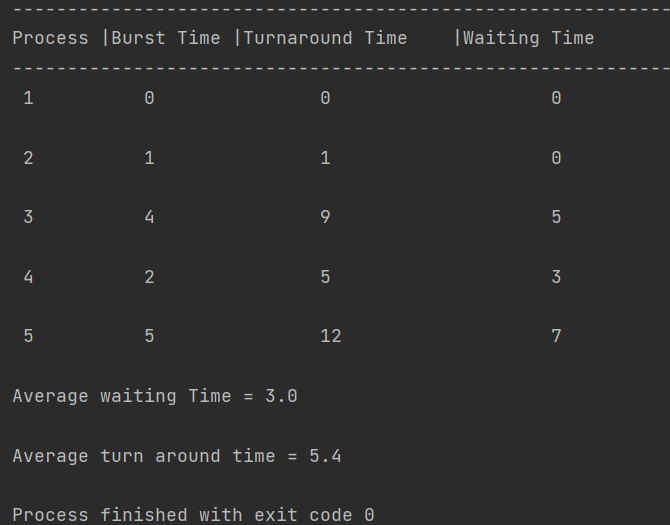 ------------------------------------------------------------
Process |Burst Time |Turnaround Time    |Waiting Time
------------------------------------------------------------
1          0               0                    0
2          1               1                    0
3          4               9                    5
4          2               5                    3
5          5               12                   7
Average waiting Time = 3.0
Average turn around time = 5.4
Process finished with exit code 0